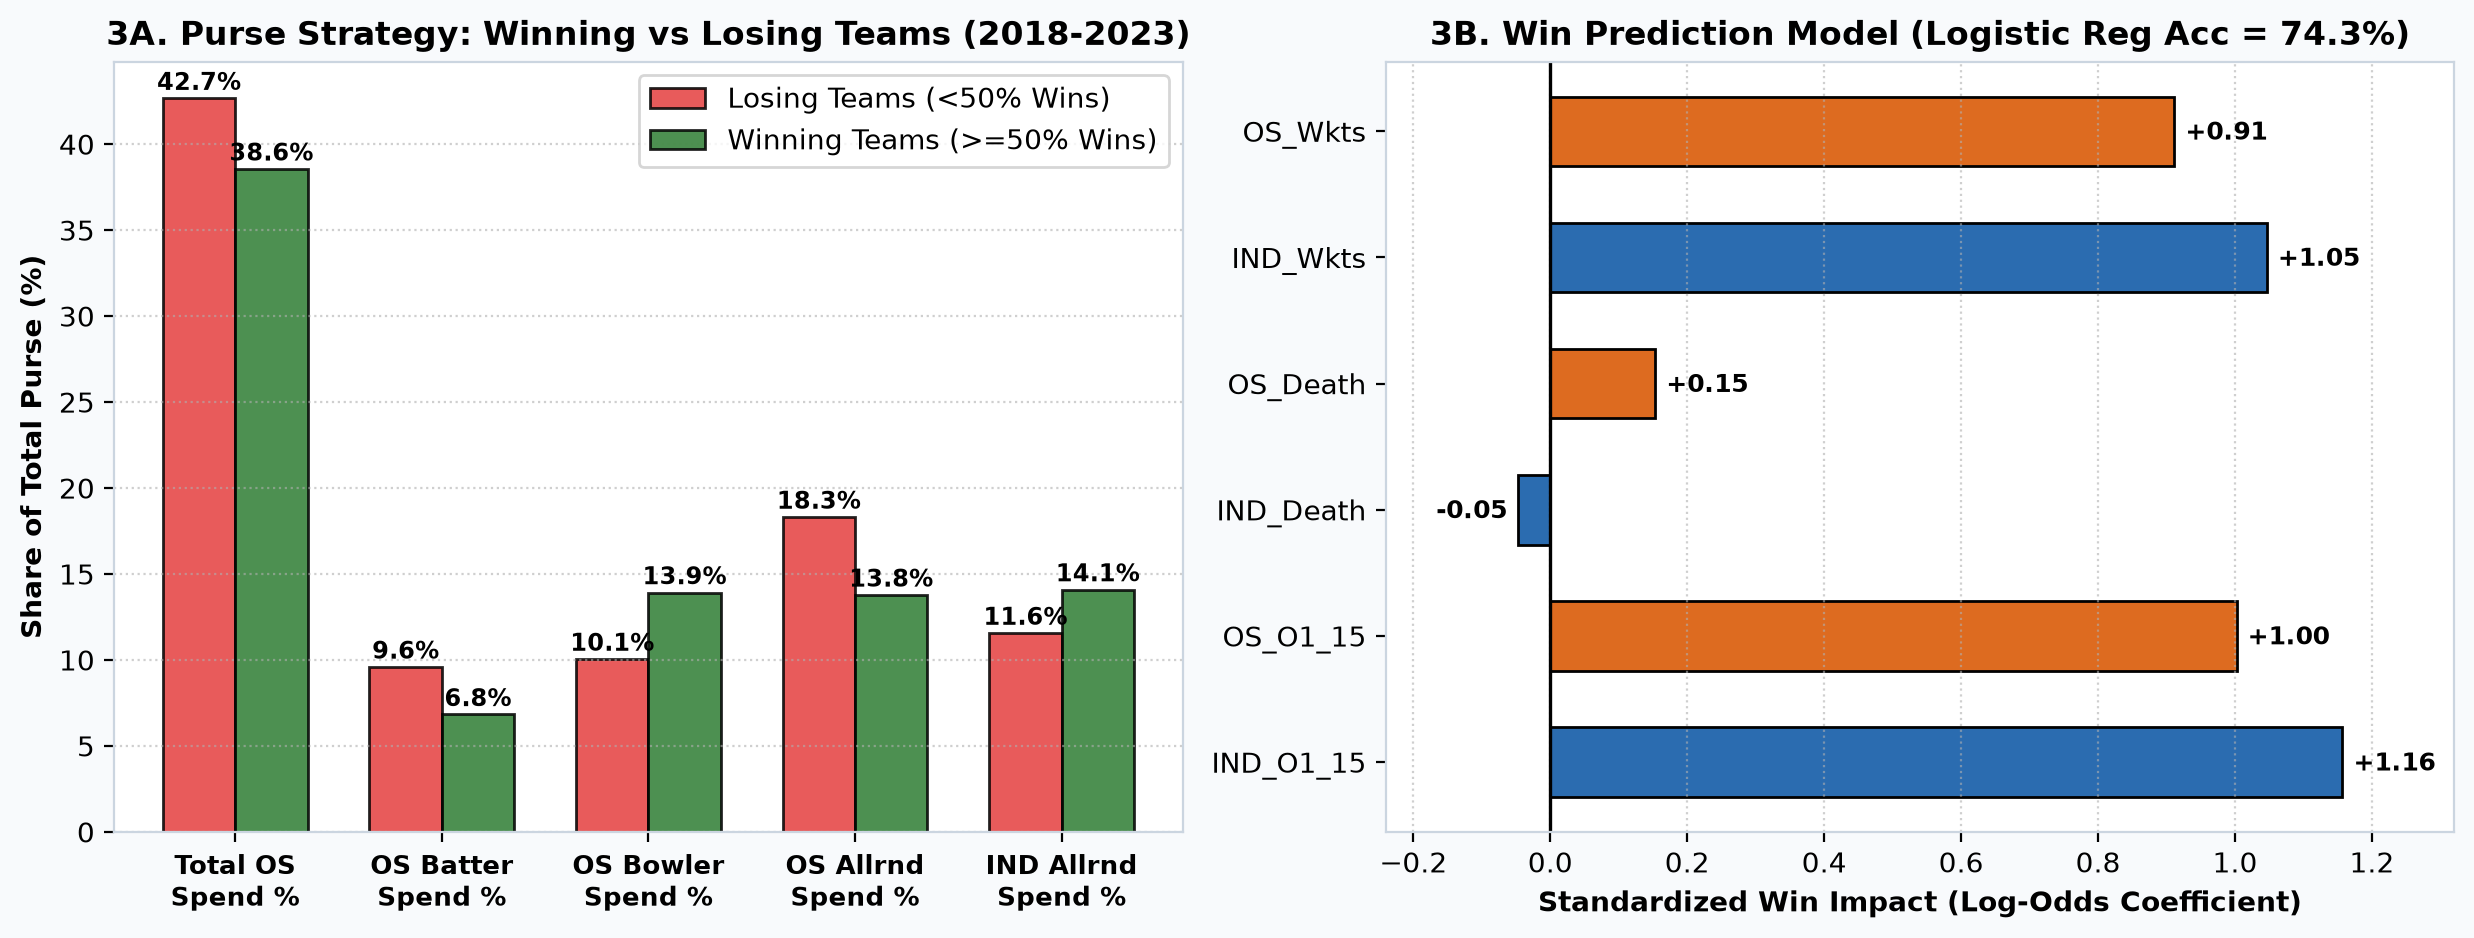 3A. Purse Strategy: Winning vs Losing Teams (2018-2023)
Share of Total Purse (%)
40
35
30
25
20
15
10
5
0
42.7%
38.6%
9.6%
6.8%
10.1%
13.9%
18.3%
13.8%
11.6%
14.1%
Losing Teams (<50% Wins)
Winning Teams (>=50% Wins)
Total OS
Spend %
OS Batter
Spend %
OS Bowler
Spend %
OS Allrnd
Spend %
IND Allrnd
Spend %
3B. Win Prediction Model (Logistic Reg Acc = 74.3%)
OS_Wkts
+0.91
IND_Wkts
+1.05
OS_Death
+0.15
IND_Death
-0.05
OS_O1_15
+1.00
IND_O1_15
+1.16
−0.2
0.0
0.2
0.4
0.6
0.8
1.0
1.2
Standardized Win Impact (Log-Odds Coefficient)